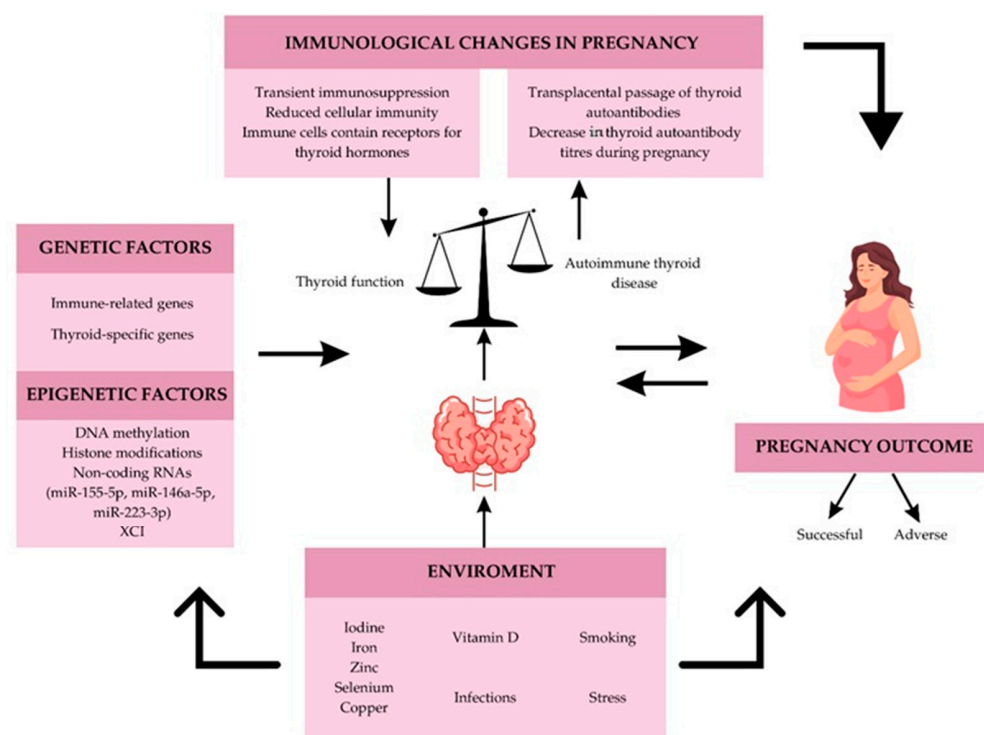 IMMUNOLOGICAL CHANGES IN PREGNANCY
Transient immunosuppression
Reduced cellular immunity
Immune cells contain receptors for
thyroid hormones
Transplacental passage of thyroid
autoantibodies
Decrease in thyroid autoantibody
titres during pregnancy
GENETIC FACTORS
Immune-related genes
Thyroid-specific genes
EPIGENETIC FACTORS
DNA methylation
Histone modifications
Non-coding RNAs
(miR-155-5p, miR-146a-5p,
miR-223-3p)
XCI
Thyroid function
Autoimmune thyroid
disease
PREGNANCY OUTCOME
Successful
Adverse
ENVIROMENT
Iodine
Iron
Zinc
Selenium
Copper
Vitamin D
Infections
Smoking
Stress